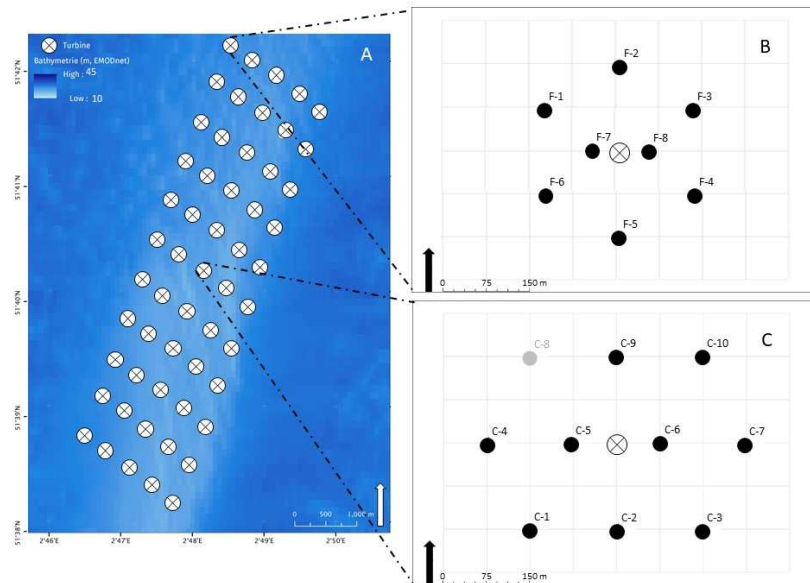 A
Turbine
Bathymetrie (m, EMODnet)
High : 45
Low : 10
51°42'N
51°41'N
51°40'N
51°39'N
51°38'N
2°46'E
2°47'E
2°48'E
2°49'E
2°50'E
0 500 1,000 m
B
F-2
F-1
F-3
F-7
F-8
F-6
F-4
F-5
0 75 150 m
C
C-8
C-9
C-10
C-4
C-5
C-6
C-7
C-1
C-2
C-3
0 75 150 m